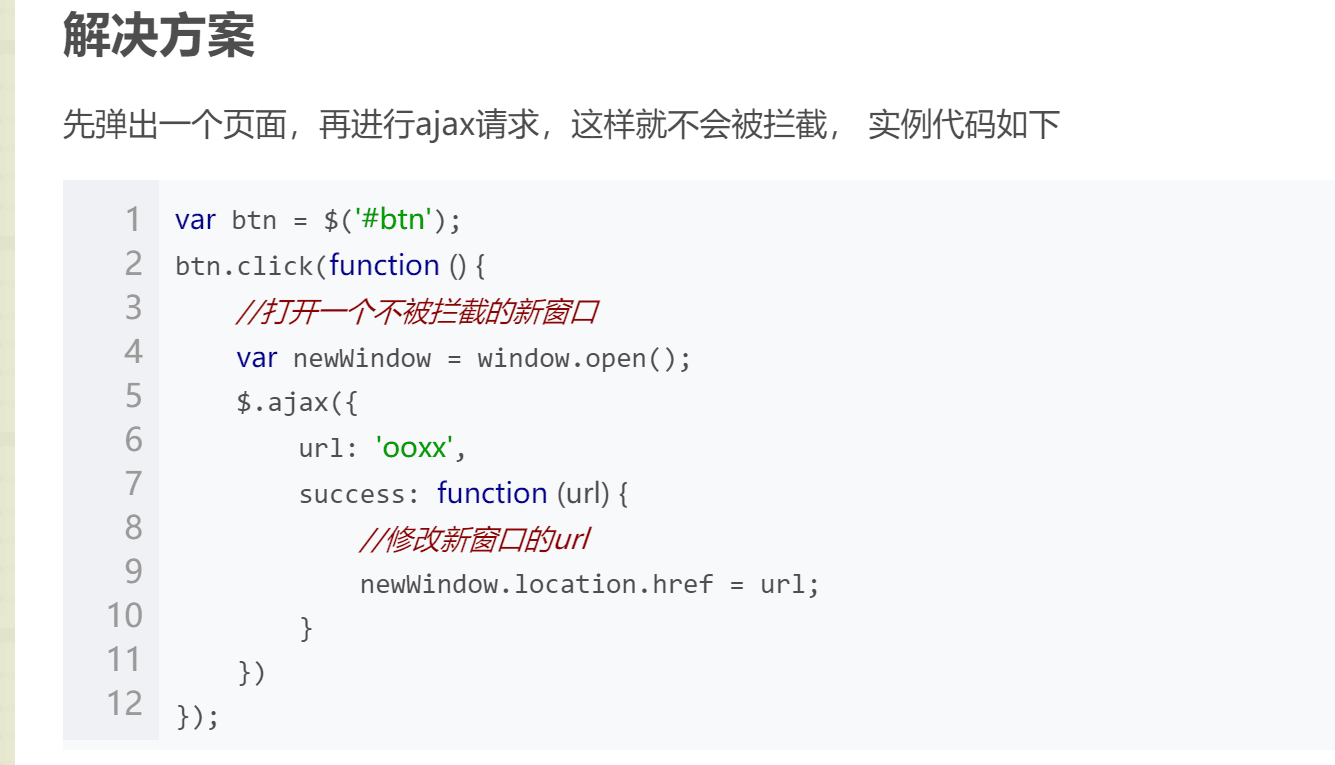 解决方案
先弹出一个页面，再进行ajax请求，这样就不会被拦截， 实例代码如下
1 var btn = $('#btn');
2 btn.click(function () {
3 //打开一个不被拦截的新窗口
4 var newWindow = window.open();
5 $.ajax({
6 url: 'ooxx',
7 success: function (url) {
8 //修改新窗口的url
9 newWindow.location.href = url;
10 }
11 })
12 });